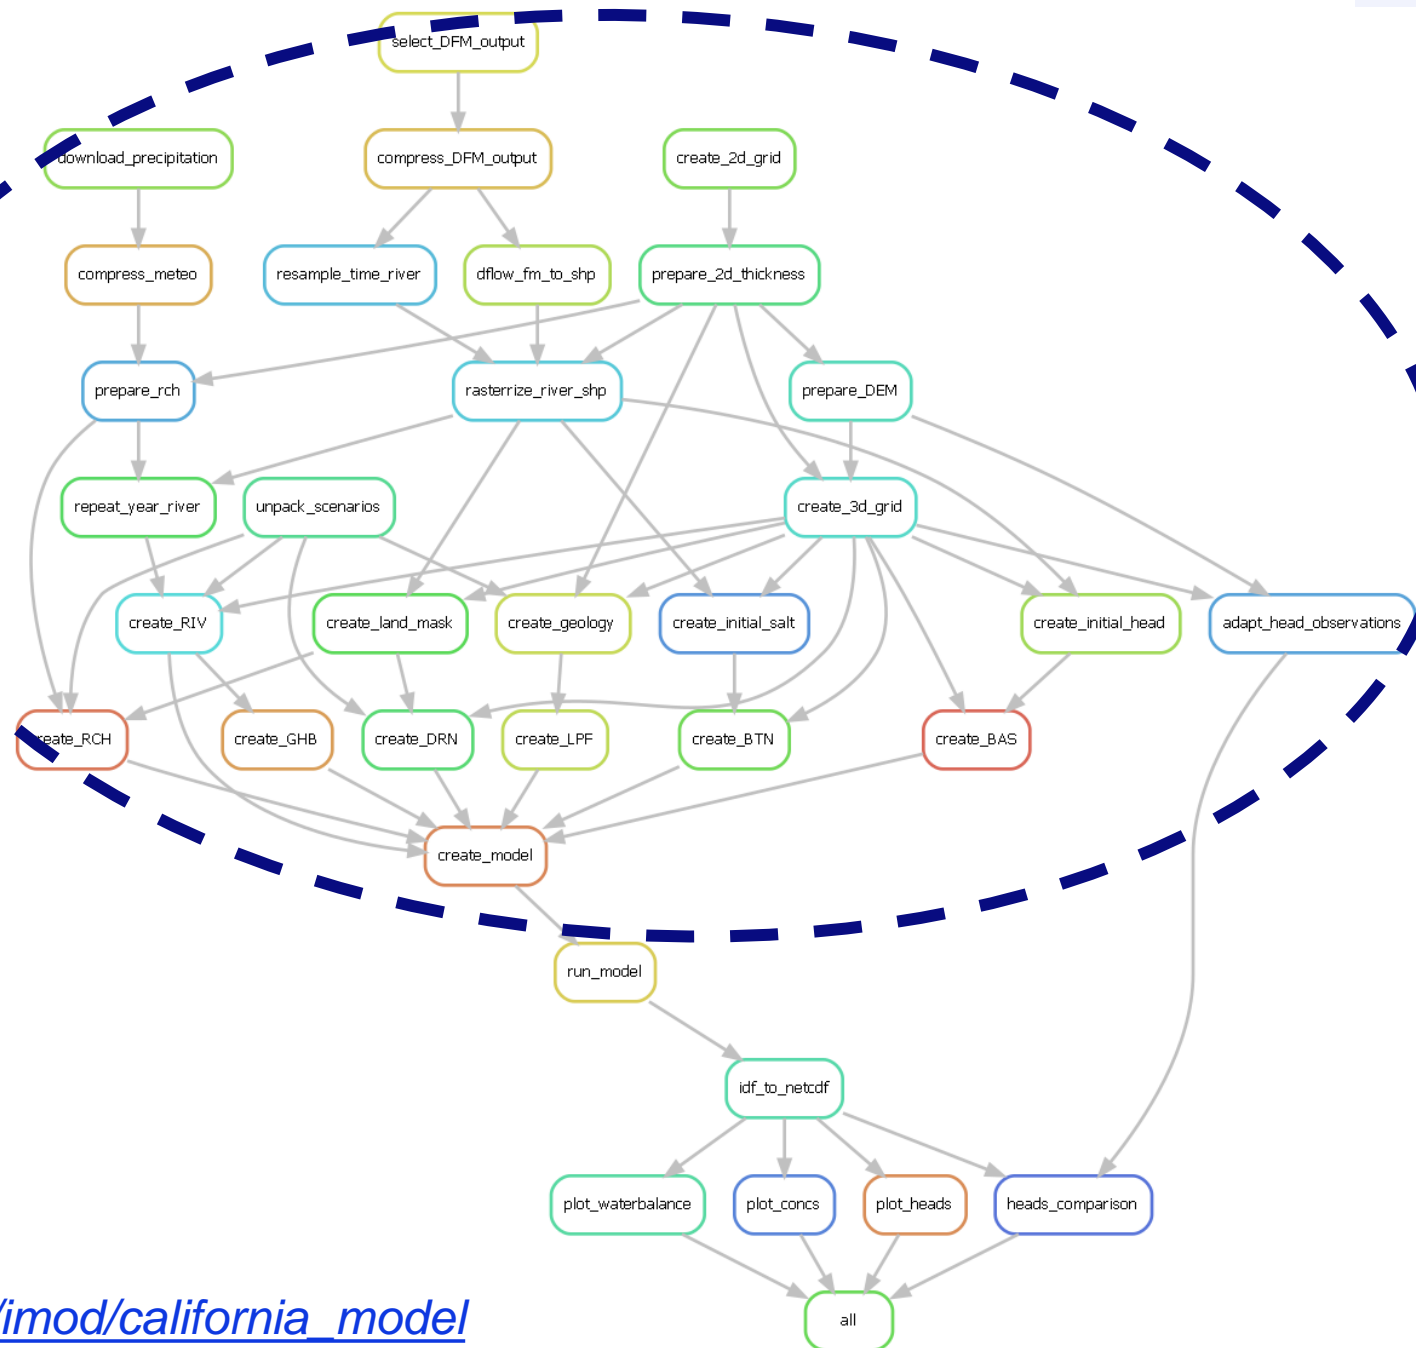 select_DFM_output
download_precipitation
compress_DFM_output
create_2d_grid
compress_meteo
resample_time_river
dflow_fm_to_shp
prepare_2d_thickness
prepare_rch
rasterrize_river_shp
prepare_DEM
repeat_year_river
unpack_scenarios
create_3d_grid
create_RIV
create_land_mask
create_geology
create_initial_salt
create_initial_head
adapt_head_observations
create_RCH
create_GHB
create_DRN
create_LPF
create_BTN
create_BAS
create_model
run_model
idf_to_netcdf
plot_waterbalance
plot_concs
plot_heads
heads_comparison
all
/imod/california_model